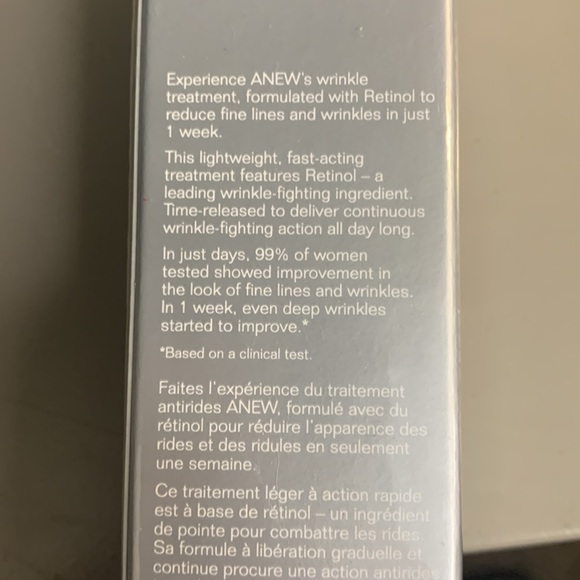 Experience ANEW's wrinkle
treatment, formulated with Retinol to
reduce fine lines and wrinkles in just
1 week.
This lightweight, fast-acting
treatment features Retinol – a
leading wrinkle-fighting ingredient.
Time-released to deliver continuous
wrinkle-fighting action all day long.
In just days, 99% of women
tested showed improvement in
the look of fine lines and wrinkles.
In 1 week, even deep wrinkles
started to improve.*
*Based on a clinical test.
Faites l'expérience du traitement
antirides ANEW, formulé avec du
rétinol pour réduire l'apparence des
rides et des ridules en seulement
une semaine.
Ce traitement léger à action rapide
est à base de rétinol – un ingrédient
de pointe pour combattre les rides.
Sa formule à libération graduelle et
continue procure une action antirides